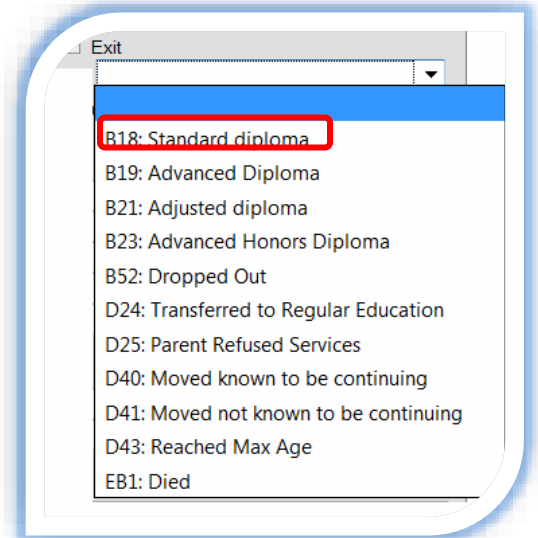 Exit
B18: Standard diploma
B19: Advanced Diploma
B21: Adjusted diploma
B23: Advanced Honors Diploma
B52: Dropped Out
D24: Transferred to Regular Education
D25: Parent Refused Services
D40: Moved known to be continuing
D41: Moved not known to be continuing
D43: Reached Max Age
EB1: Died